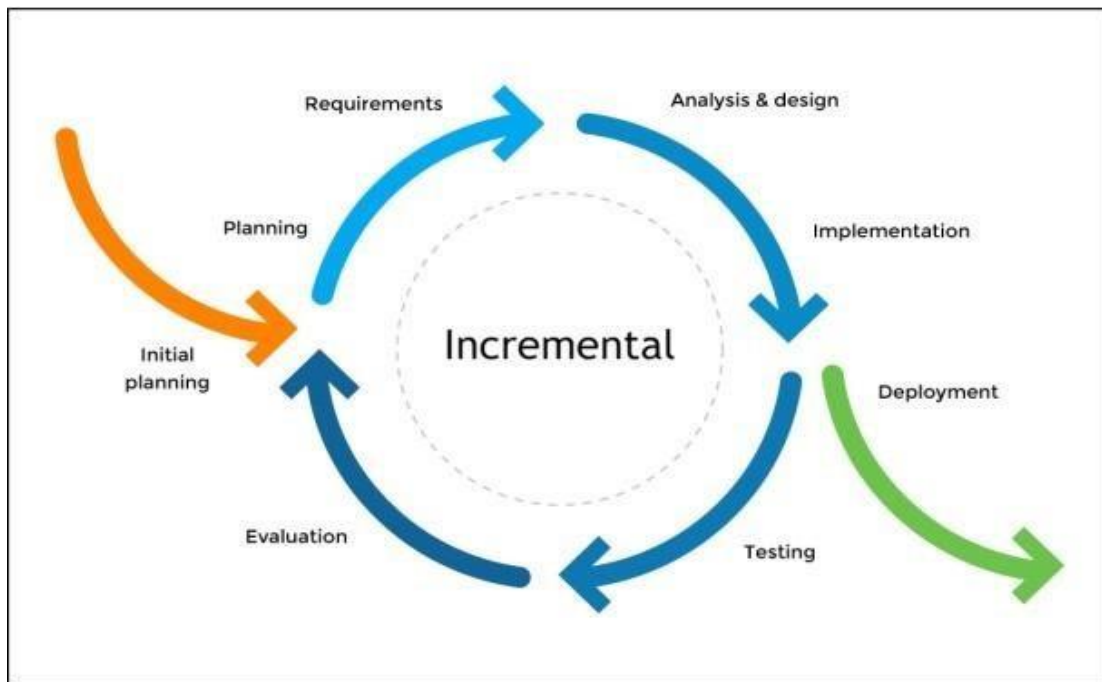 Requirements
Analysis & design
Planning
Implementation
Incremental
Initial
planning
Deployment
Evaluation
Testing